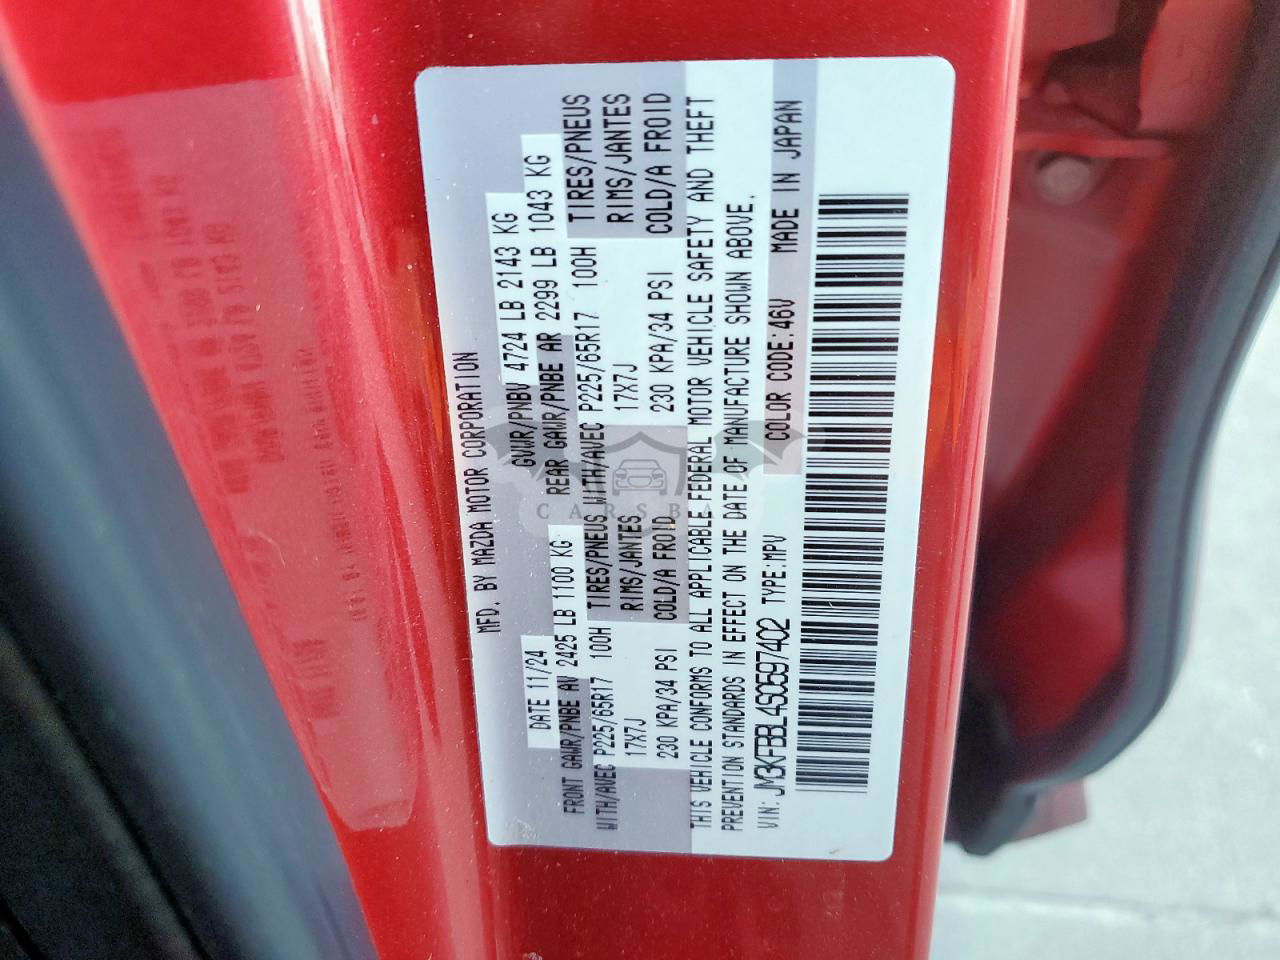 MFD. BY MAZDA MOTOR CORPORATION
DATE 11/24 GVWR/PNBV 4724 LB 2143 KG
FRONT GAWR/PNBE AV 2425 LB 1100 KG REAR GAWR/PNBE AR 2299 LB 1043 KG
WITH/AVEC P225/65R17 100H TIRES/PNEUS WITH/AVEC P225/65R17 100H TIRES/PNEUS
17X7J RIMS/JANTES 17X7J RIMS/JANTES
230 KPA/34 PSI COLD/A FROID 230 KPA/34 PSI COLD/A FROID
THIS VEHICLE CONFORMS TO ALL APPLICABLE FEDERAL MOTOR VEHICLE SAFETY AND THEFT
PREVENTION STANDARDS IN EFFECT ON THE DATE OF MANUFACTURE SHOWN ABOVE.
VIN: JM3KFBBL4S0597402 TYPE:MPV COLOR CODE:46V MADE IN JAPAN